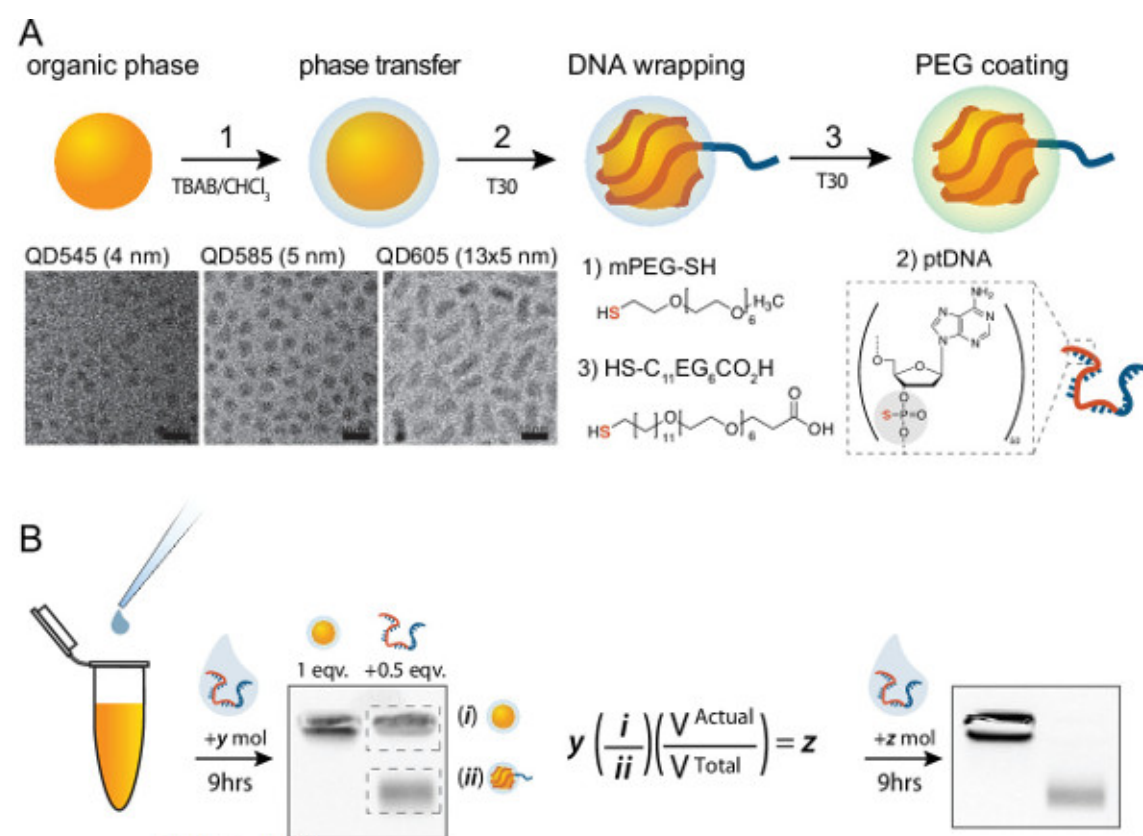 A
organic phase
phase transfer
DNA wrapping
PEG coating
1
TBAB/CHCl₃
2
T30
3
T30
QD545 (4 nm)
QD585 (5 nm)
QD605 (13x5 nm)
1) mPEG-SH
HS O [ O ]₆ H₃C
3) HS-C₁₁EG₆CO₂H
HS [ ]₁₁ O [ O ]₆ O OH
2) ptDNA
NH₂
N
N
N
N
O
O
S P O
O
B
+y mol
9hrs
1 eqv.
+0.5 eqv.
(i)
(ii)
y (i/ii)(V Actual/V Total) = z
+z mol
9hrs